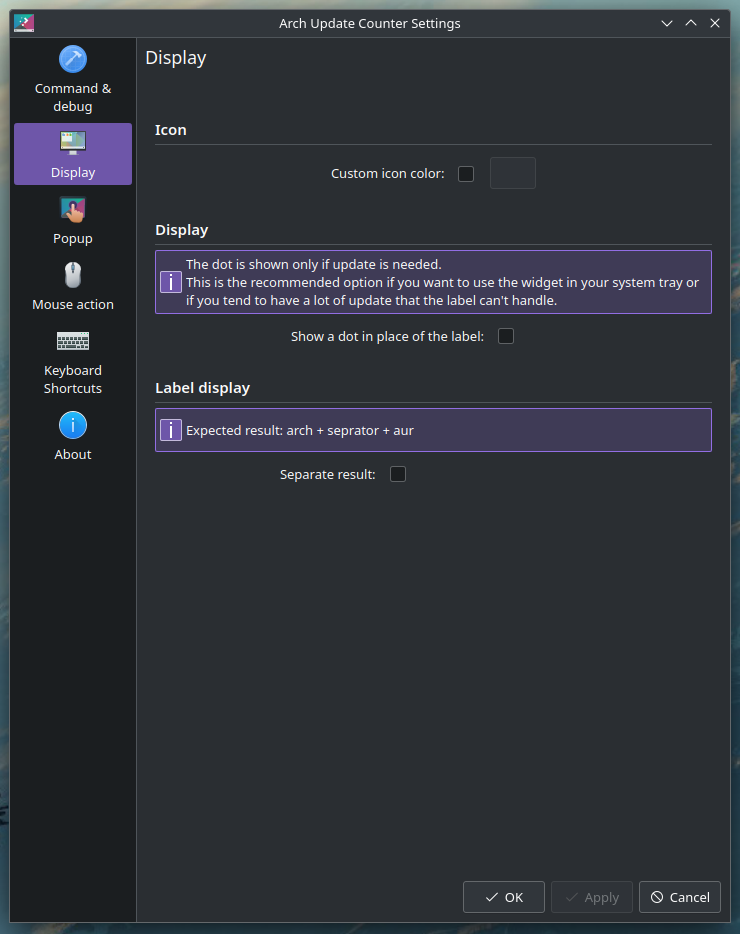 Arch Update Counter Settings
Command &
debug
Display
Popup
Mouse action
Keyboard
Shortcuts
About
Display
Icon
Custom icon color:
Display
The dot is shown only if update is needed.
This is the recommended option if you want to use the widget in your system tray or
if you tend to have a lot of update that the label can't handle.
Show a dot in place of the label:
Label display
Expected result: arch + seprator + aur
Separate result:
OK
Apply
Cancel